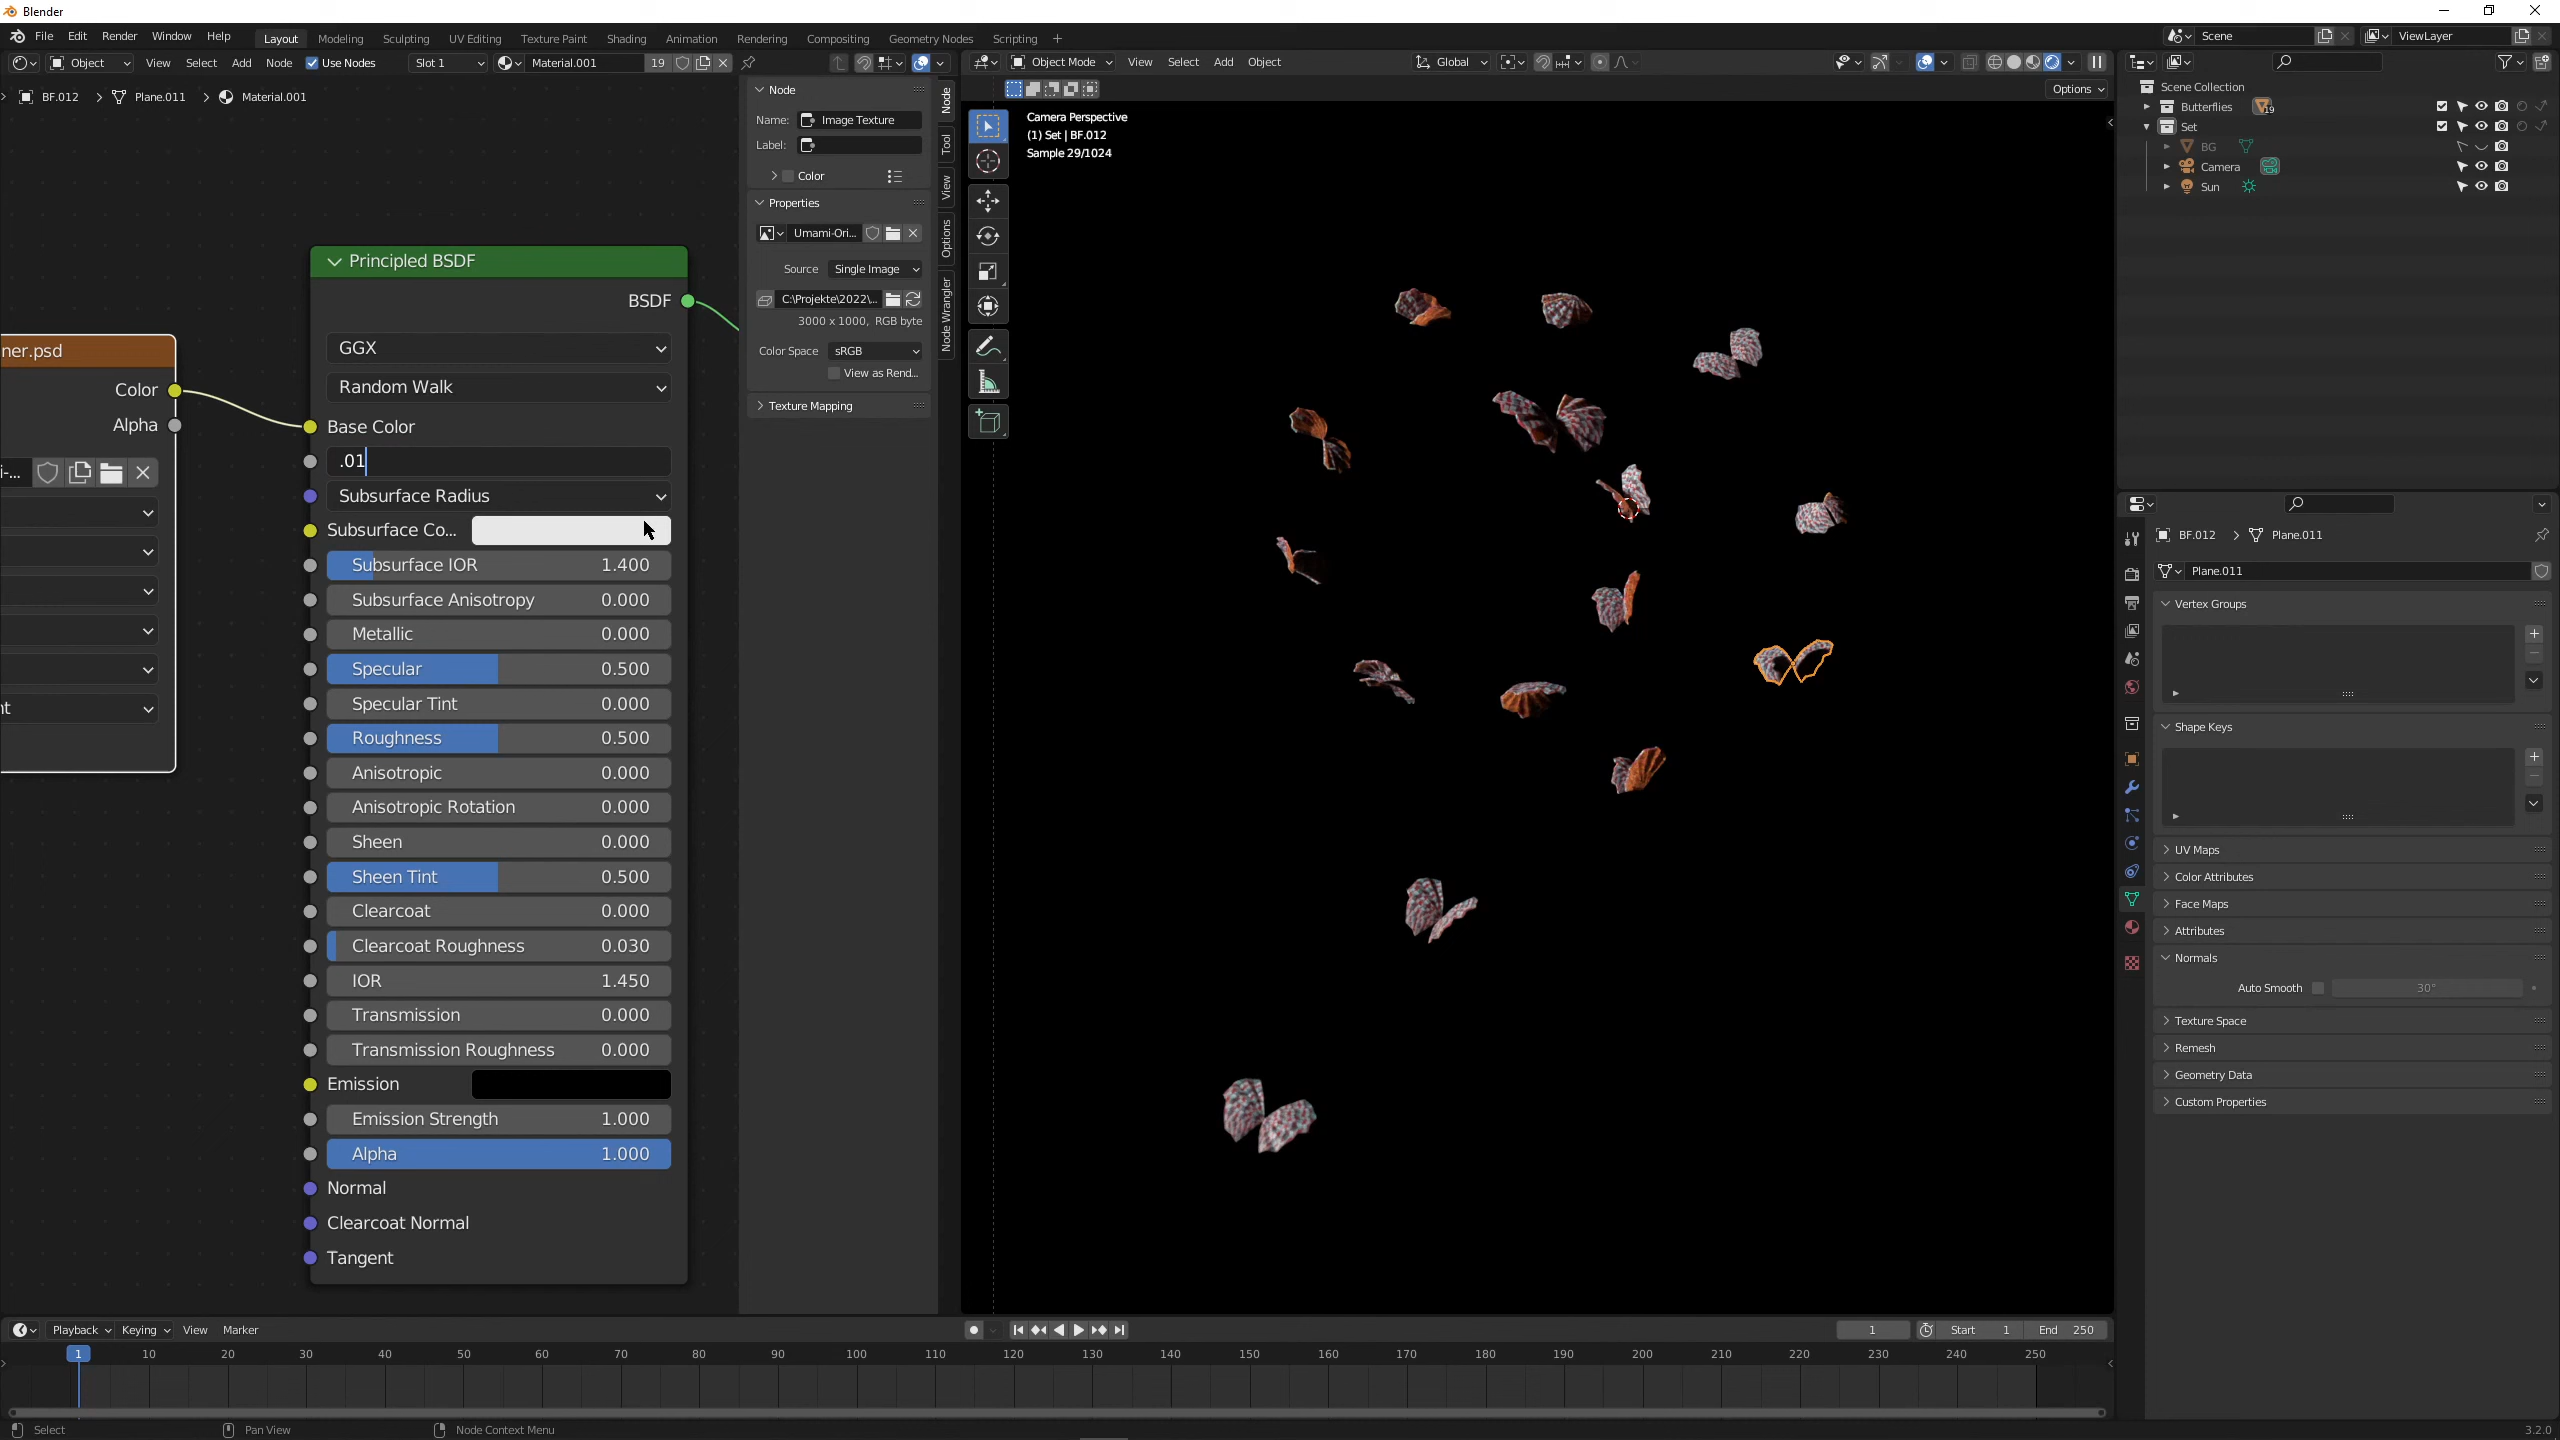 Blender
File Edit Render Window Help Layout Modeling Sculpting UV Editing Texture Paint Shading Animation Rendering Compositing Geometry Nodes Scripting + Scene ViewLayer
Object View Select Add Node Use Nodes Slot 1 Material.001 19
BF.012 > Plane.011 > Material.001
ner.psd
Color
Alpha
i-...
nt
Principled BSDF
BSDF
GGX
Random Walk
Base Color
.01
Subsurface Radius
Subsurface Co...
Subsurface IOR 1.400
Subsurface Anisotropy 0.000
Metallic 0.000
Specular 0.500
Specular Tint 0.000
Roughness 0.500
Anisotropic 0.000
Anisotropic Rotation 0.000
Sheen 0.000
Sheen Tint 0.500
Clearcoat 0.000
Clearcoat Roughness 0.030
IOR 1.450
Transmission 0.000
Transmission Roughness 0.000
Emission
Emission Strength 1.000
Alpha 1.000
Normal
Clearcoat Normal
Tangent
Node
Name: Image Texture
Label:
Color
Properties
Umami-Ori...
Source Single Image
C:\Projekte\2022\..
3000 x 1000, RGB byte
Color Space sRGB
View as Rend...
Texture Mapping
Node
Tool
View
Options
Node Wrangler
Object Mode View Select Add Object Global
Options
Camera Perspective
(1) Set | BF.012
Sample 29/1024
Scene Collection
Butterflies 19
Set
BG
Camera
Sun
BF.012 > Plane.011
Plane.011
Vertex Groups
Shape Keys
UV Maps
Color Attributes
Face Maps
Attributes
Normals
Auto Smooth 30°
Texture Space
Remesh
Geometry Data
Custom Properties
Playback Keying View Marker 1 Start 1 End 250
1 10 20 30 40 50 60 70 80 90 100 110 120 130 140 150 160 170 180 190 200 210 220 230 240 250
Select Pan View Node Context Menu 3.2.0